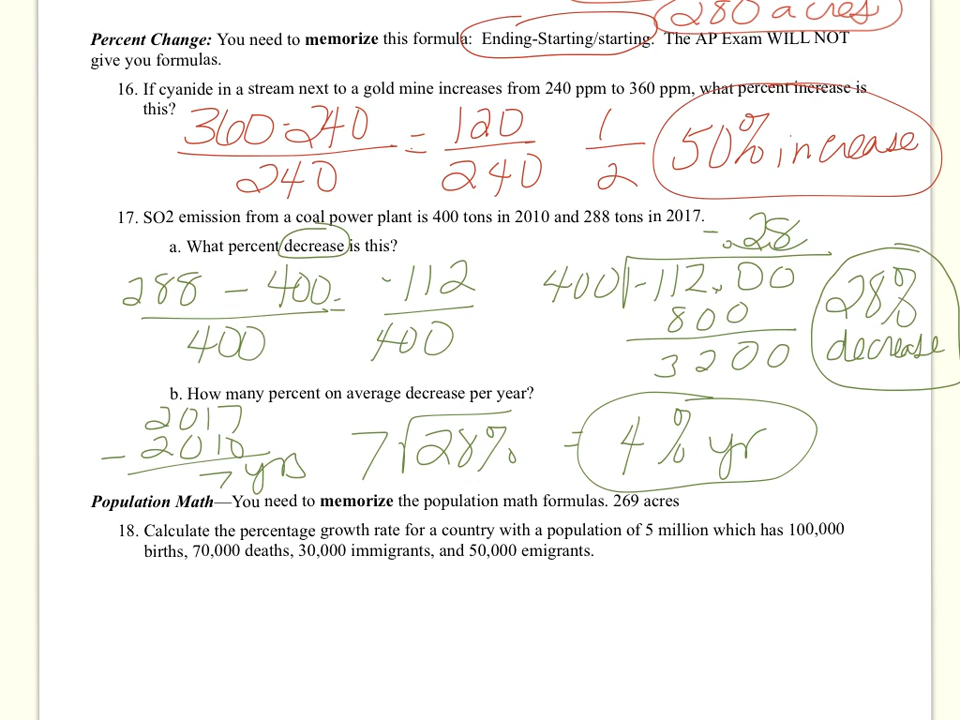 280 acres
Percent Change: You need to memorize this formula: Ending-Starting/starting. The AP Exam WILL NOT
give you formulas.
16. If cyanide in a stream next to a gold mine increases from 240 ppm to 360 ppm, what percent increase is
this?
360-240 = 120 1 50% increase
240 240 2
17. SO2 emission from a coal power plant is 400 tons in 2010 and 288 tons in 2017.
a. What percent decrease is this?
-.28
288 - 400 = -112 400 -112.00 28%
400 400 800 decrease
3200
b. How many percent on average decrease per year?
2017
- 2010 7 28% = 4% yr
7 yrs
Population Math—You need to memorize the population math formulas. 269 acres
18. Calculate the percentage growth rate for a country with a population of 5 million which has 100,000
births, 70,000 deaths, 30,000 immigrants, and 50,000 emigrants.